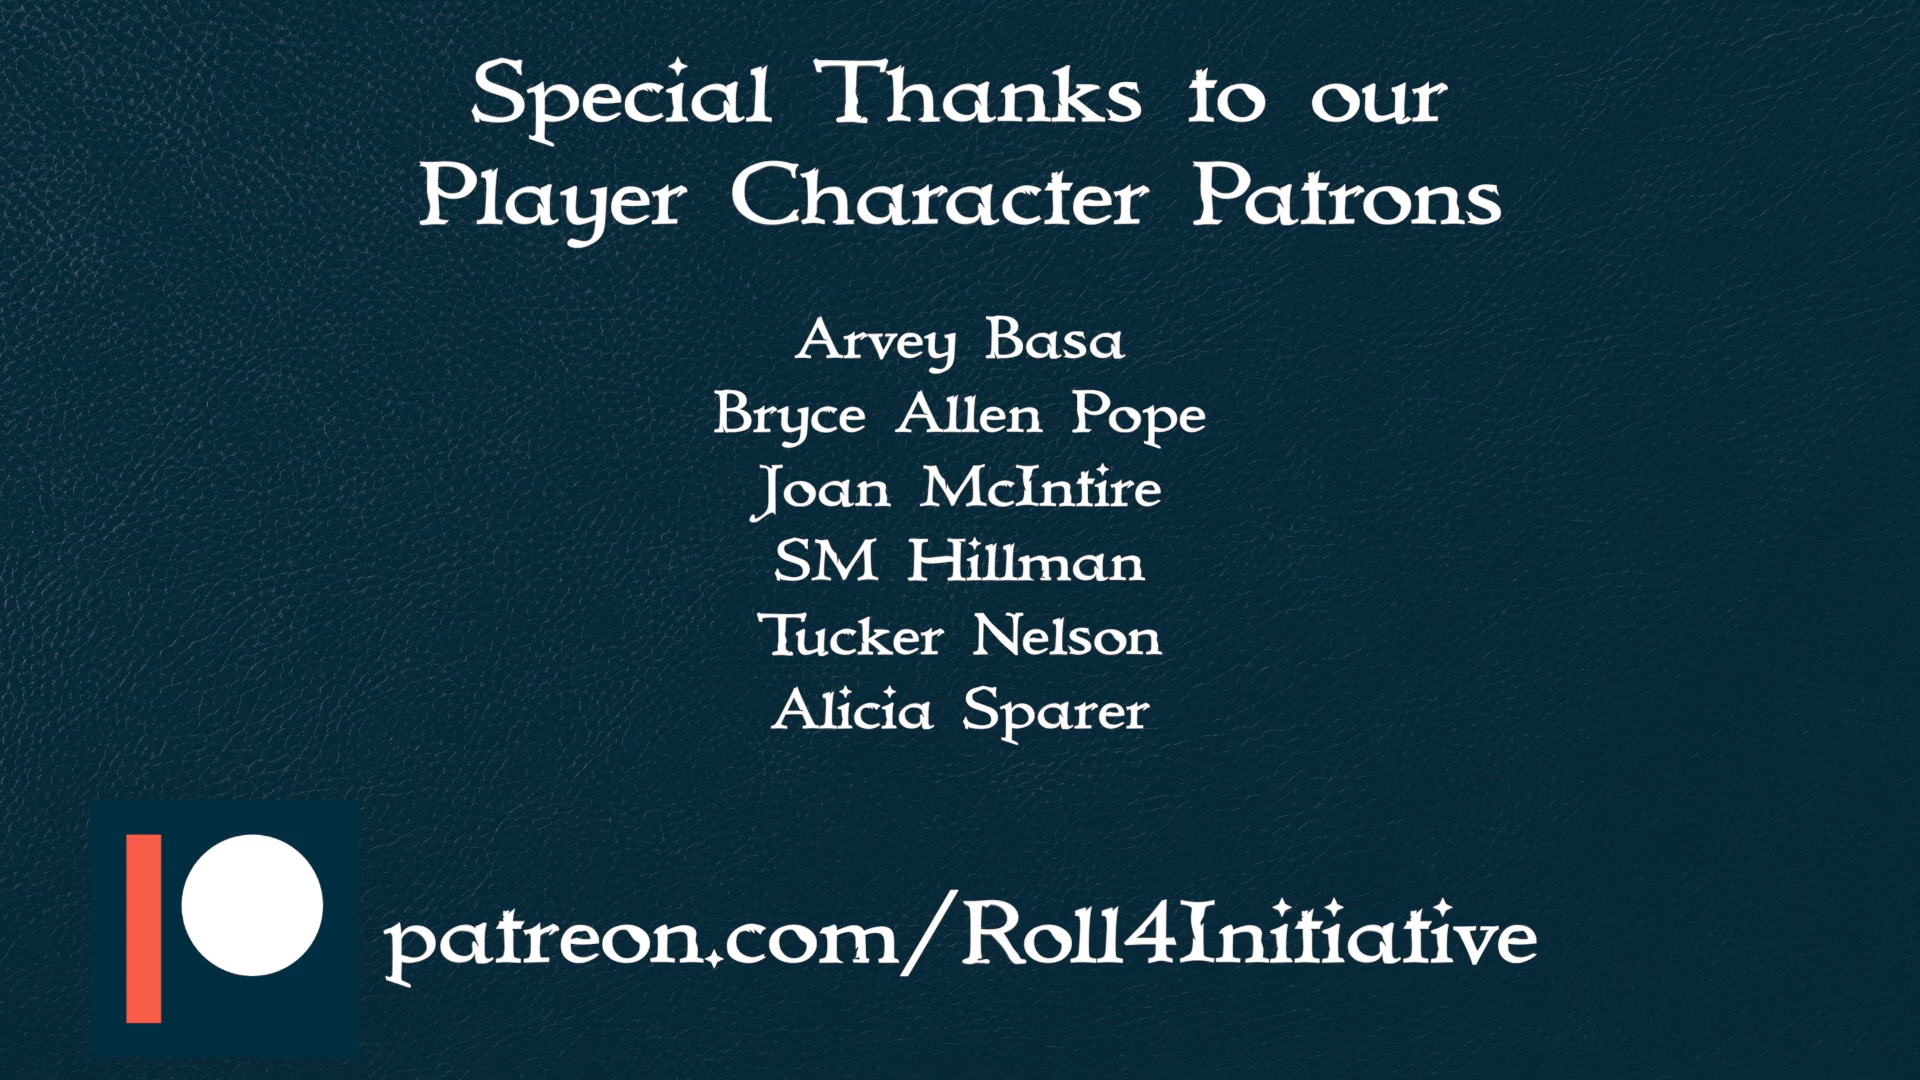 Special Thanks to our
Player Character Patrons
Arvey Basa
Bryce Allen Pope
Joan McIntire
SM Hillman
Tucker Nelson
Alicia Sparer
patreon.com/Roll4Initiative